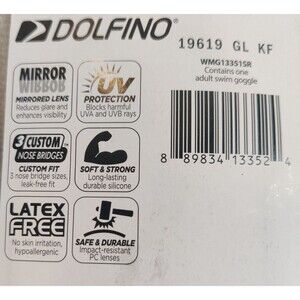 DOLFINO®
19619 GL KF
WMG13351SR
Contains one
adult swim goggle
MIRROR
MIRROR
MIRRORED LENS
Reduces glare and
enhances visibility
UV
PROTECTION
Blocks harmful
UVA and UVB rays
3 CUSTOM™
NOSE BRIDGES
CUSTOM FIT
3 nose bridge sizes,
leak-free fit
SOFT & STRONG
Long-lasting
durable silicone
8 89834 13352 4
LATEX
FREE
No skin irritation,
hypoallergenic
SAFE & DURABLE
Impact-resistant
PC lenses